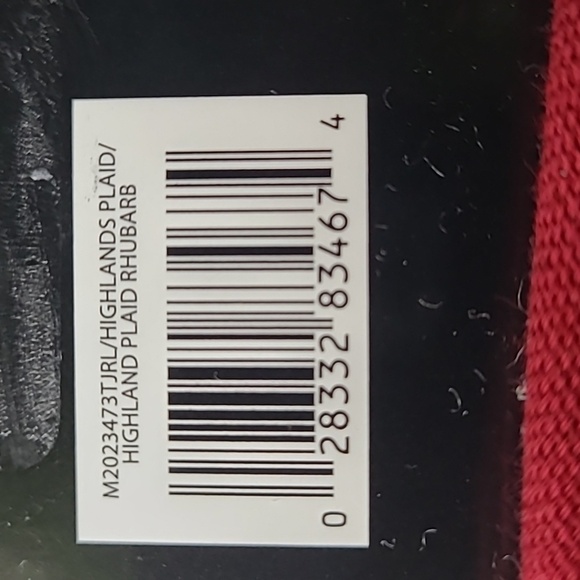 M2023473TJRL/HIGHLANDS PLAID/
HIGHLAND PLAID RHUBARB
0 28332 83467 4